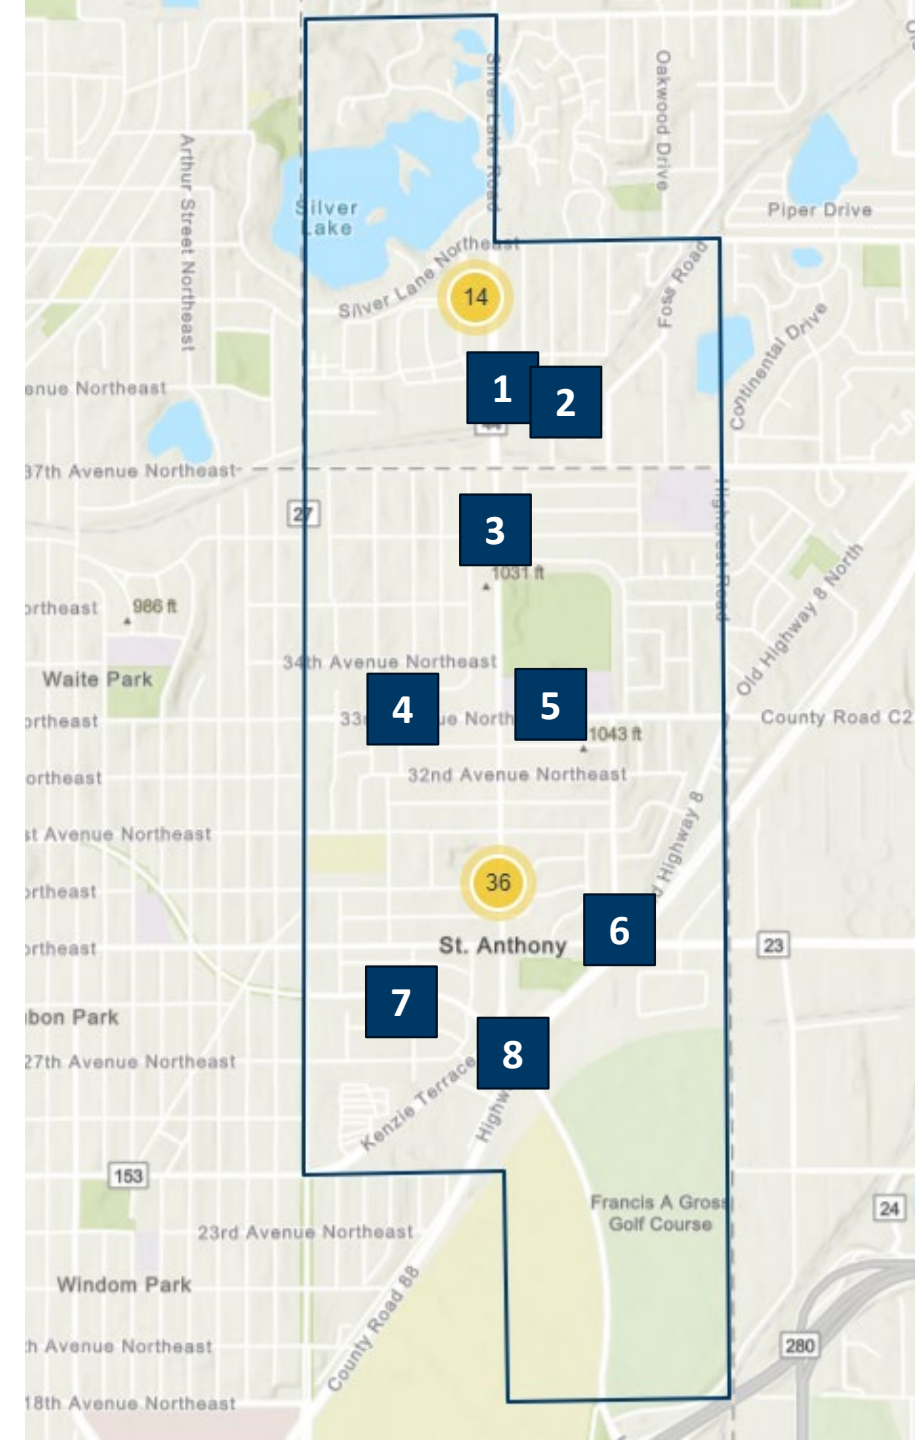 Silver Lake Road
Oakwood Drive
Arthur Street Northeast
Piper Drive
Silver
Lake
Silver Lane Northeast
Foss Road
14
Continental Drive
enue Northeast
1
2
44
37th Avenue Northeast
27
3
Highcrest Road
1031 ft
ortheast
986 ft
Old Highway 8 North
34th Avenue Northeast
Waite Park
4
5
ortheast
33r
ue North
County Road C2
1043 ft
ortheast
32nd Avenue Northeast
st Avenue Northeast
d Highway 8
36
ortheast
6
ortheast
St. Anthony
23
7
bon Park
8
27th Avenue Northeast
Kenzie Terrace
Highw
153
Francis A Gross
Golf Course
24
23rd Avenue Northeast
Windom Park
County Road 88
h Avenue Northeast
280
18th Avenue Northeast